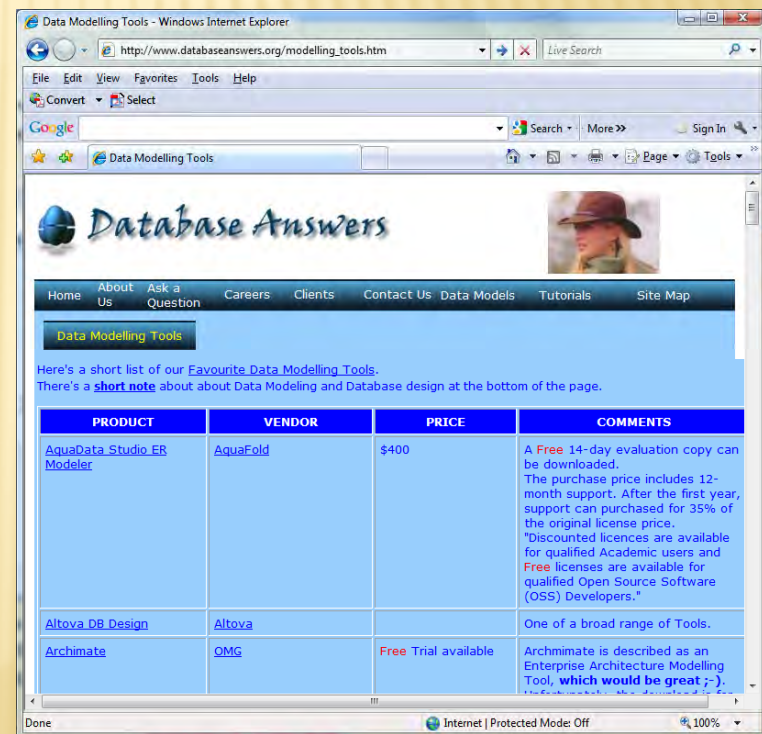 Data Modelling Tools - Windows Internet Explorer
http://www.databaseanswers.org/modelling_tools.htm
Live Search
File Edit View Favorites Tools Help
Convert Select
Google
Search More >> Sign In
Data Modelling Tools
Page Tools
Database Answers
Home About Us Ask a Question Careers Clients Contact Us Data Models Tutorials Site Map
Data Modelling Tools
Here's a short list of our Favourite Data Modelling Tools.
There's a short note about about Data Modeling and Database design at the bottom of the page.
PRODUCT VENDOR PRICE COMMENTS
AquaData Studio ER
Modeler
AquaFold
$400
A Free 14-day evaluation copy can
be downloaded.
The purchase price includes 12-
month support. After the first year,
support can purchased for 35% of
the original license price.
"Discounted licences are available
for qualified Academic users and
Free licenses are available for
qualified Open Source Software
(OSS) Developers."
Altova DB Design
Altova
One of a broad range of Tools.
Archimate
OMG
Free Trial available
Archmimate is described as an
Enterprise Architecture Modelling
Tool, which would be great ;-).
Done
Internet | Protected Mode: Off
100%